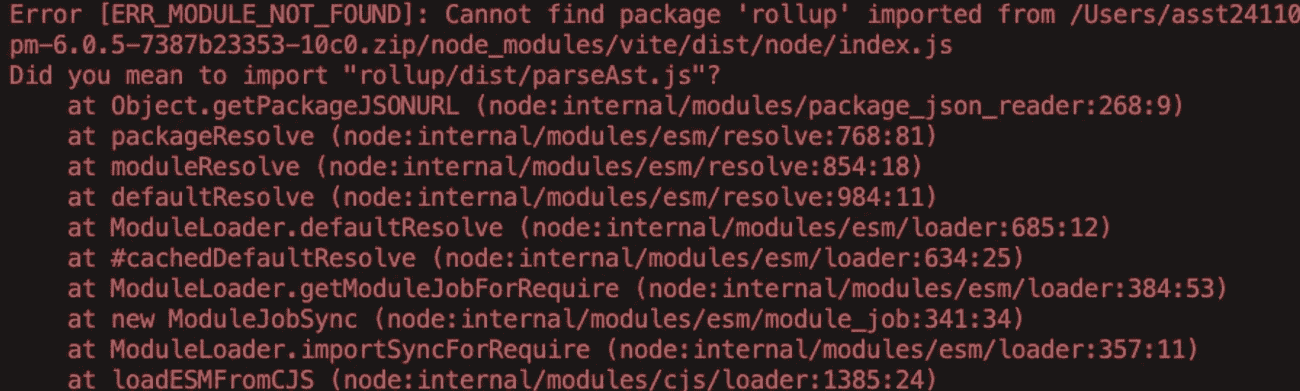 Error [ERR_MODULE_NOT_FOUND]: Cannot find package 'rollup' imported from /Users/asst24110
pm-6.0.5-7387b23353-10c0.zip/node_modules/vite/dist/node/index.js
Did you mean to import "rollup/dist/parseAst.js"?
    at Object.getPackageJSONURL (node:internal/modules/package_json_reader:268:9)
    at packageResolve (node:internal/modules/esm/resolve:768:81)
    at moduleResolve (node:internal/modules/esm/resolve:854:18)
    at defaultResolve (node:internal/modules/esm/resolve:984:11)
    at ModuleLoader.defaultResolve (node:internal/modules/esm/loader:685:12)
    at #cachedDefaultResolve (node:internal/modules/esm/loader:634:25)
    at ModuleLoader.getModuleJobForRequire (node:internal/modules/esm/loader:384:53)
    at new ModuleJobSync (node:internal/modules/esm/module_job:341:34)
    at ModuleLoader.importSyncForRequire (node:internal/modules/esm/loader:357:11)
    at loadESMFromCJS (node:internal/modules/cjs/loader:1385:24)